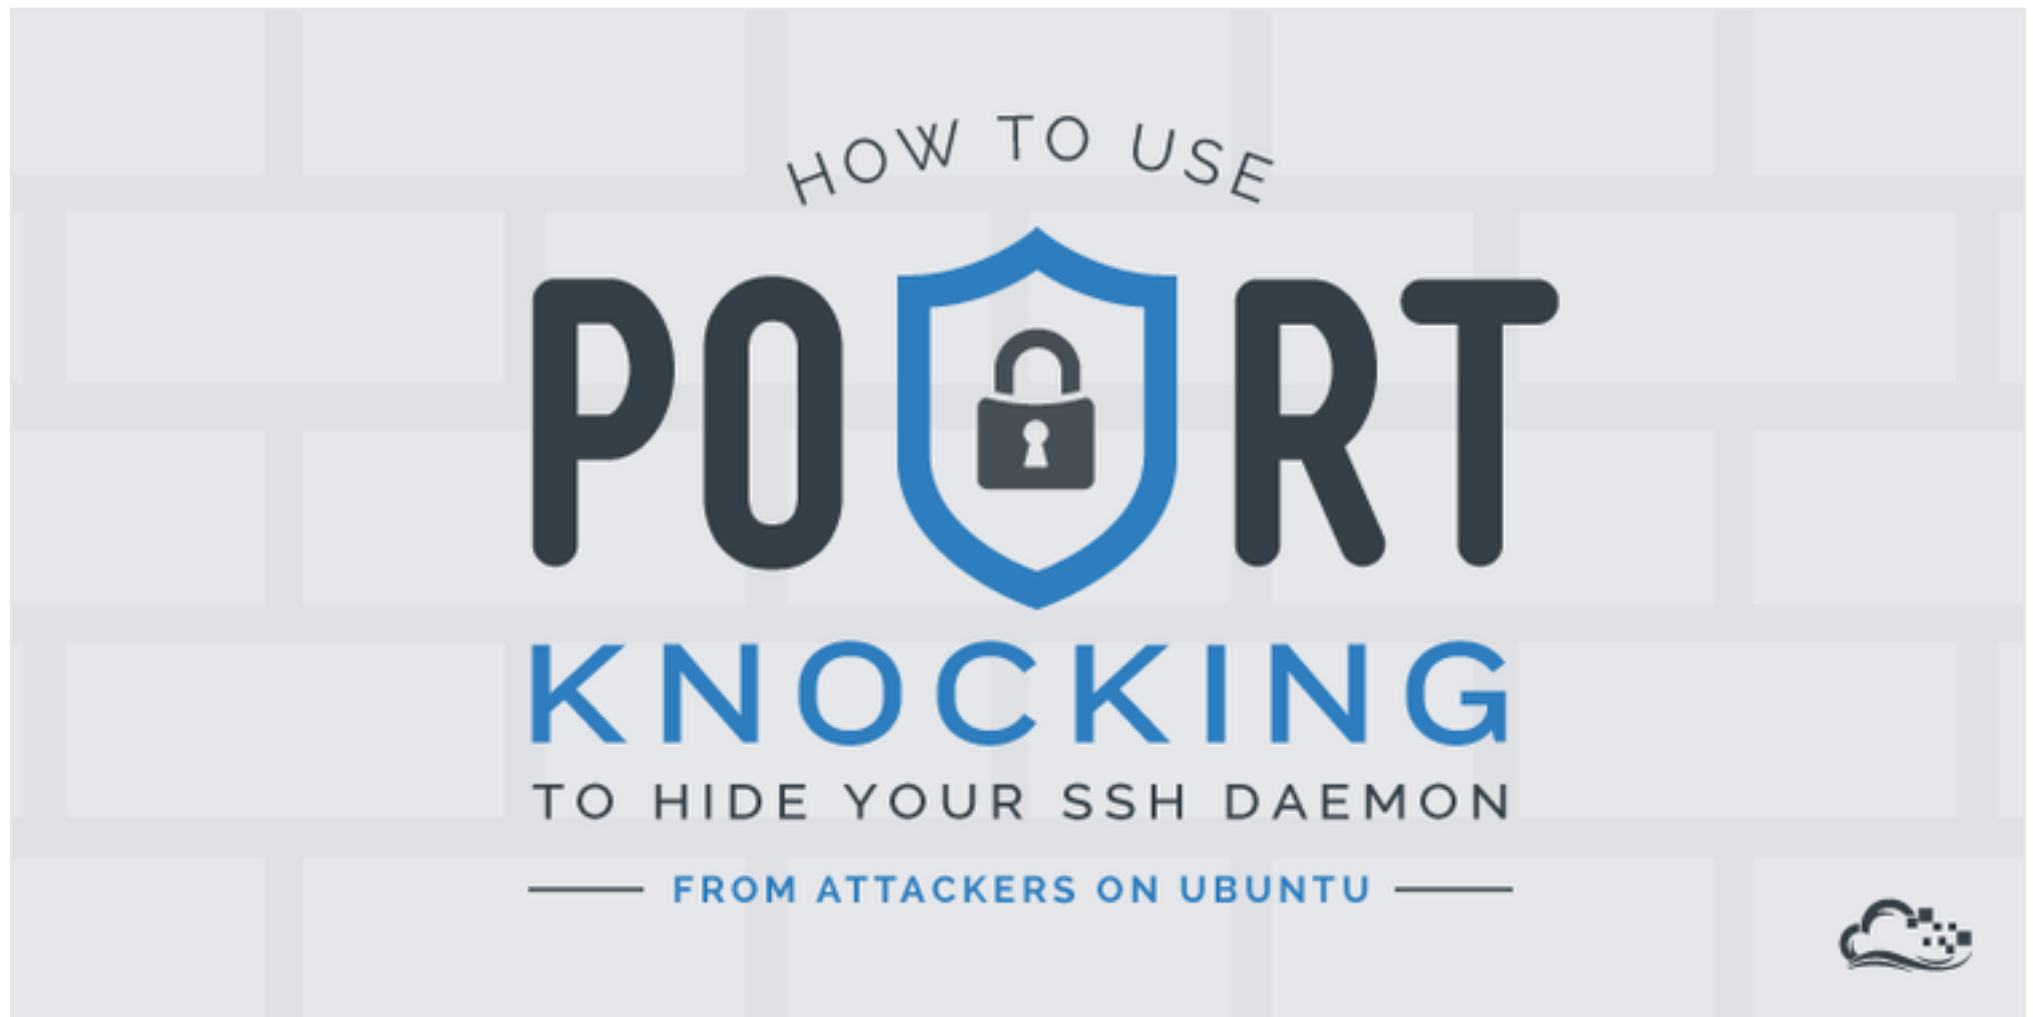 HOW TO USE
PORT
KNOCKING
TO HIDE YOUR SSH DAEMON
FROM ATTACKERS ON UBUNTU